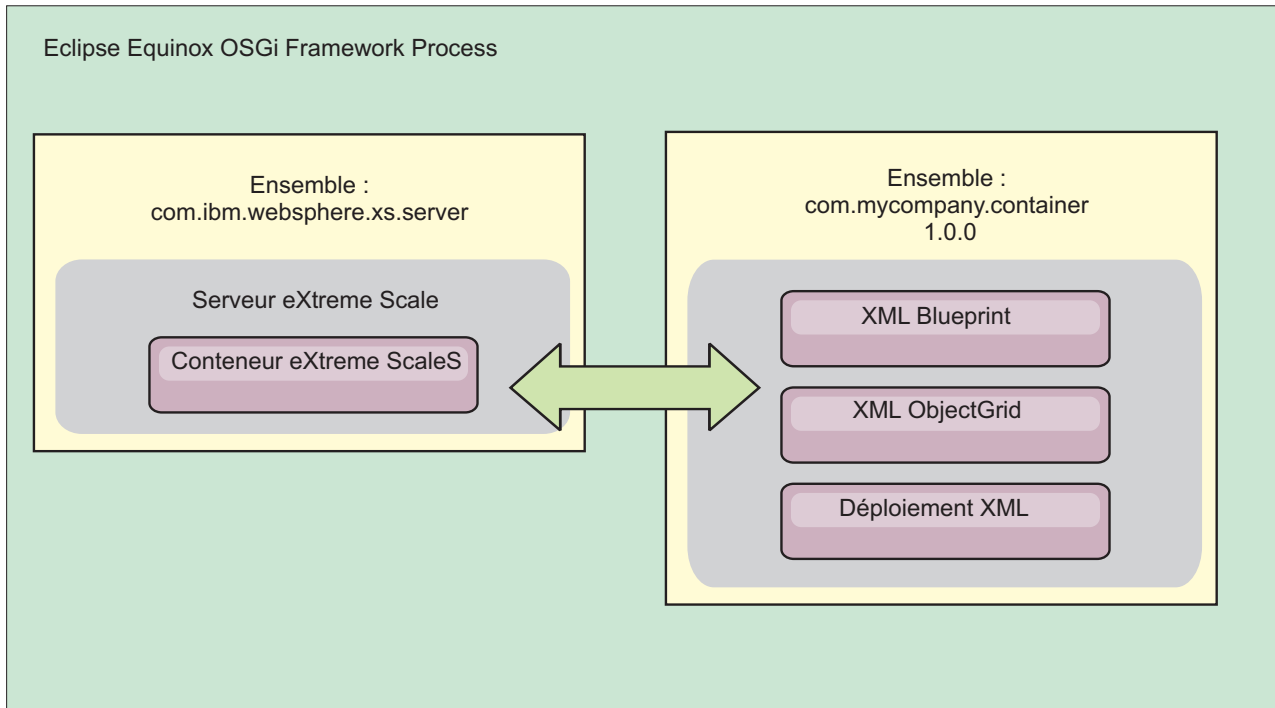 Eclipse Equinox OSGi Framework Process
Ensemble :
com.ibm.websphere.xs.server
Serveur eXtreme Scale
Conteneur eXtreme ScaleS
Ensemble :
com.mycompany.container
1.0.0
XML Blueprint
XML ObjectGrid
Déploiement XML